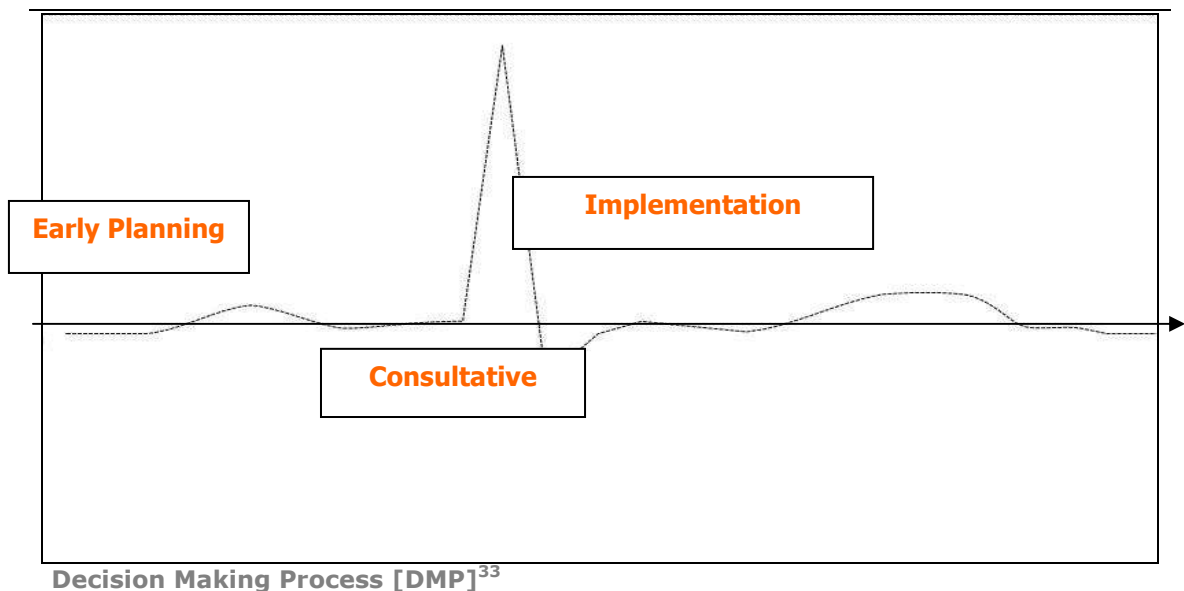 Early Planning
Implementation
Consultative
Decision Making Process [DMP]33